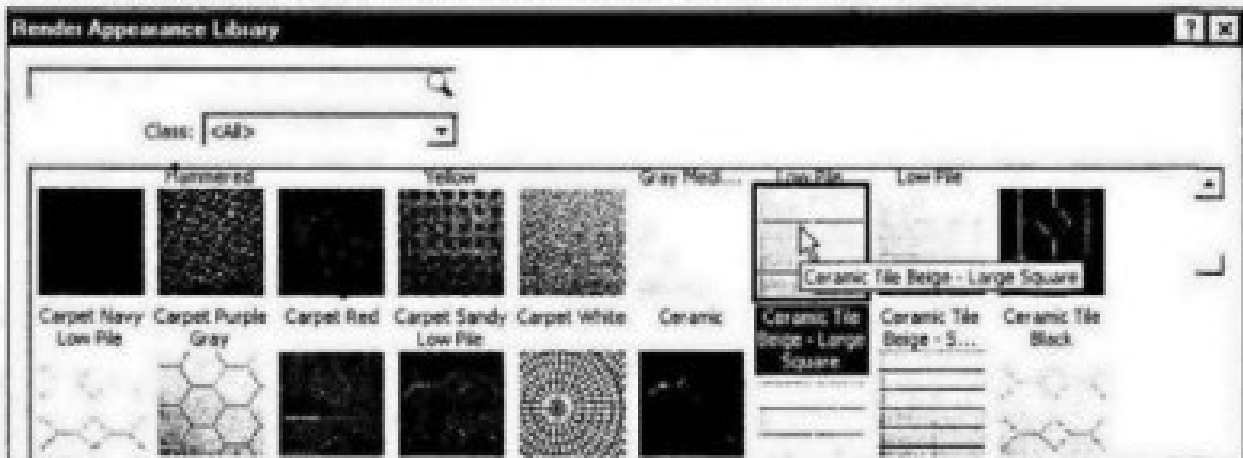 Render Appearance Library
? ×
Class: <All>
Hammered Yellow Gray Medi... Low Pile Low Pile
Ceramic Tile Beige - Large Square
Carpet Navy Carpet Purple Carpet Red Carpet Sandy Carpet White Ceramic Ceramic Tile Ceramic Tile Ceramic Tile
Low Pile Gray Low Pile Beige - Large Beige - S... Black
Square